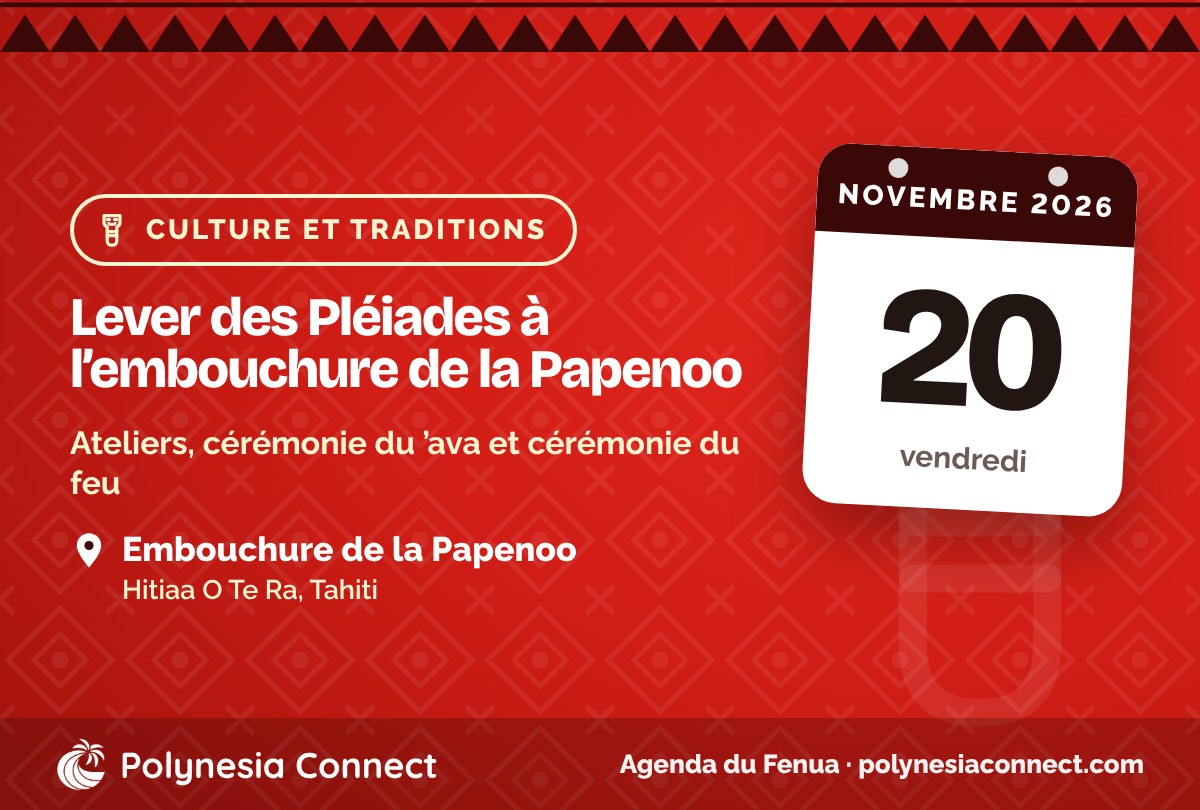 CULTURE ET TRADITIONS
Lever des Pléiades à
l’embouchure de la Papenoo
Ateliers, cérémonie du ’ava et cérémonie du
feu
Embouchure de la Papenoo
Hitiaa O Te Ra, Tahiti
NOVEMBRE 2026
20
vendredi
Polynesia Connect
Agenda du Fenua · polynesiaconnect.com